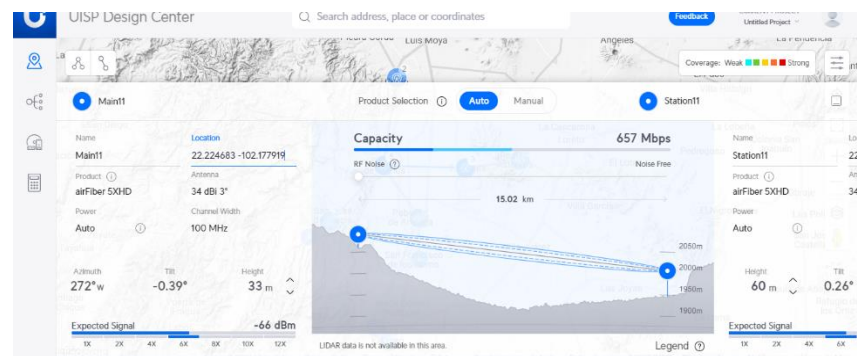 UISP Design Center
Search address, place or coordinates
Feedback
Untitled Project
Luis Moya
Angeles
Coverage: Weak Strong
Main11
Product Selection
Auto
Manual
Station11
Name
Location
Main11
22.224683 -102.177919
Product
Antenna
airFiber 5XHD
34 dBi 3°
Power
Channel Width
Auto
100 MHz
Azimuth
Tilt
Height
272° w
-0.39°
33 m
Expected Signal
-66 dBm
1X 2X 4X 6X 8X 10X 12X
Capacity
657 Mbps
RF Noise
Noise Free
15.02 km
2050m
2000m
1950m
1900m
LIDAR data is not available in this area.
Legend
Name
Lo
Station11
22
Product
An
airFiber 5XHD
34
Power
Auto
Height
Tilt
60 m
0.26°
Expected Signal
1X 2X 4X 6X